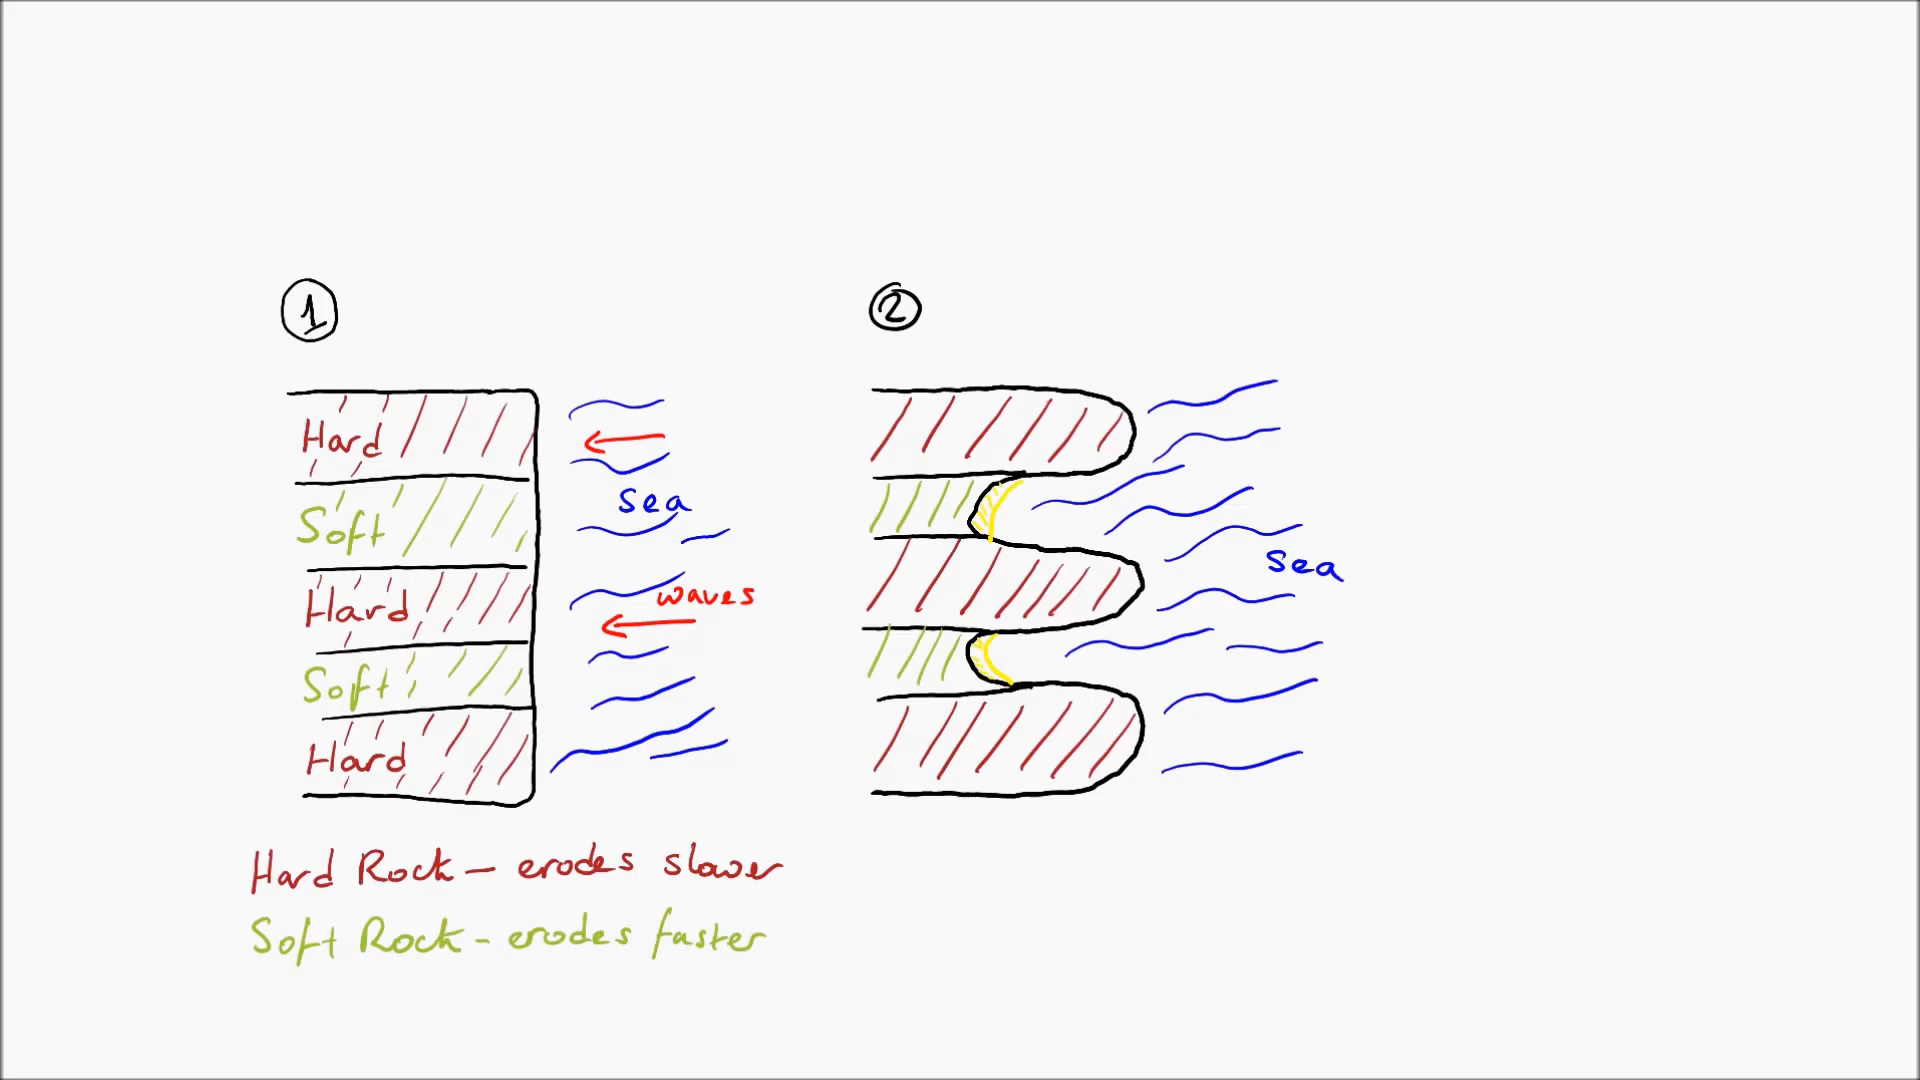 1
2
Hard
Soft
Hard
Soft
Hard
Sea
waves
Sea
Hard Rock – erodes slower
Soft Rock - erodes faster